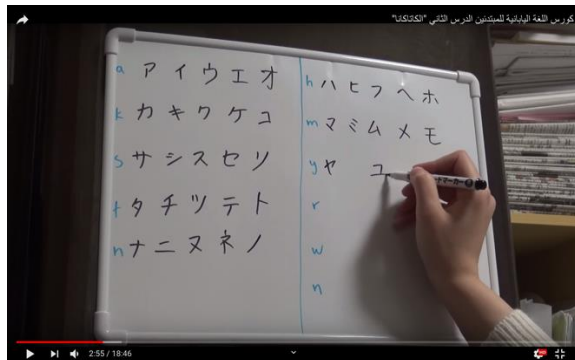 كورس اللغة اليابانية للمبتدئين الدرس الثاني "الكاتاكانا"
a ア イ ウ エ オ
k カ キ ク ケ コ
s サ シ ス セ ソ
t タ チ ツ テ ト
n ナ ニ ヌ ネ ノ
h ハ ヒ フ ヘ ホ
m マ ミ ム メ モ
y ヤ ユ
r
w
n
2:55 / 18:46